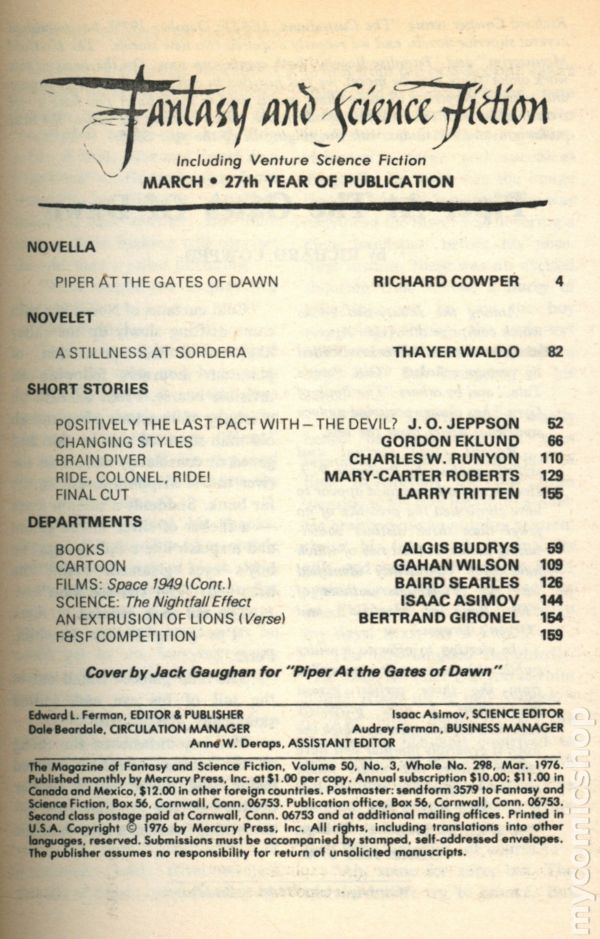 Fantasy and Science Fiction
Including Venture Science Fiction
MARCH • 27th YEAR OF PUBLICATION
NOVELLA
PIPER AT THE GATES OF DAWN RICHARD COWPER 4
NOVELET
A STILLNESS AT SORDERA THAYER WALDO 82
SHORT STORIES
POSITIVELY THE LAST PACT WITH — THE DEVIL? J. O. JEPPSON 52
CHANGING STYLES GORDON EKLUND 66
BRAIN DIVER CHARLES W. RUNYON 110
RIDE, COLONEL, RIDE! MARY-CARTER ROBERTS 129
FINAL CUT LARRY TRITTEN 155
DEPARTMENTS
BOOKS ALGIS BUDRYS 59
CARTOON GAHAN WILSON 109
FILMS: Space 1949 (Cont.) BAIRD SEARLES 126
SCIENCE: The Nightfall Effect ISAAC ASIMOV 144
AN EXTRUSION OF LIONS (Verse) BERTRAND GIRONEL 154
F&SF COMPETITION 159
Cover by Jack Gaughan for "Piper At the Gates of Dawn"
Edward L. Ferman, EDITOR & PUBLISHER Isaac Asimov, SCIENCE EDITOR
Dale Beardale, CIRCULATION MANAGER Audrey Ferman, BUSINESS MANAGER
Anne W. Deraps, ASSISTANT EDITOR
The Magazine of Fantasy and Science Fiction, Volume 50, No. 3, Whole No. 298, Mar. 1976.
Published monthly by Mercury Press, Inc. at $1.00 per copy. Annual subscription $10.00; $11.00 in
Canada and Mexico, $12.00 in other foreign countries. Postmaster: send form 3579 to Fantasy and
Science Fiction, Box 56, Cornwall, Conn. 06753. Publication office, Box 56, Cornwall, Conn. 06753.
Second class postage paid at Cornwall, Conn. 06753 and at additional mailing offices. Printed in
U.S.A. Copyright © 1976 by Mercury Press, Inc. All rights, including translations into other
languages, reserved. Submissions must be accompanied by stamped, self-addressed envelopes.
The publisher assumes no responsibility for return of unsolicited manuscripts.
mycomicshop